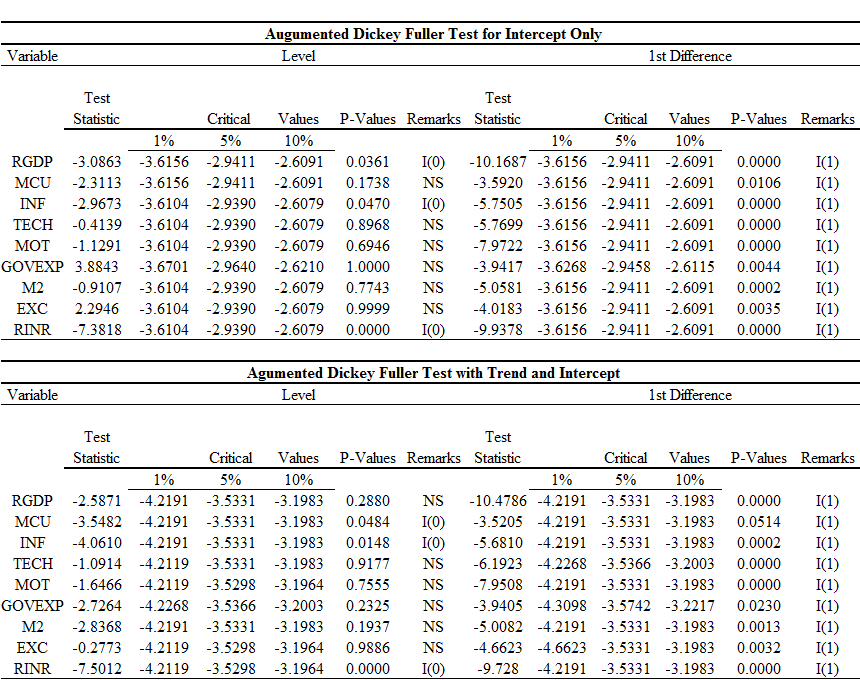 Augumented Dickey Fuller Test for Intercept Only
Variable Level 1st Difference
Test Test
Statistic Critical Values P-Values Remarks Statistic Critical Values P-Values Remarks
1% 5% 10% 1% 5% 10%
RGDP -3.0863 -3.6156 -2.9411 -2.6091 0.0361 I(0) -10.1687 -3.6156 -2.9411 -2.6091 0.0000 I(1)
MCU -2.3113 -3.6156 -2.9411 -2.6091 0.1738 NS -3.5920 -3.6156 -2.9411 -2.6091 0.0106 I(1)
INF -2.9673 -3.6104 -2.9390 -2.6079 0.0470 I(0) -5.7505 -3.6156 -2.9411 -2.6091 0.0000 I(1)
TECH -0.4139 -3.6104 -2.9390 -2.6079 0.8968 NS -5.7699 -3.6156 -2.9411 -2.6091 0.0000 I(1)
MOT -1.1291 -3.6104 -2.9390 -2.6079 0.6946 NS -7.9722 -3.6156 -2.9411 -2.6091 0.0000 I(1)
GOVEXP 3.8843 -3.6701 -2.9640 -2.6210 1.0000 NS -3.9417 -3.6268 -2.9458 -2.6115 0.0044 I(1)
M2 -0.9107 -3.6104 -2.9390 -2.6079 0.7743 NS -5.0581 -3.6156 -2.9411 -2.6091 0.0002 I(1)
EXC 2.2946 -3.6104 -2.9390 -2.6079 0.9999 NS -4.0183 -3.6156 -2.9411 -2.6091 0.0035 I(1)
RINR -7.3818 -3.6104 -2.9390 -2.6079 0.0000 I(0) -9.9378 -3.6156 -2.9411 -2.6091 0.0000 I(1)
Agumented Dickey Fuller Test with Trend and Intercept
Variable Level 1st Difference
Test Test
Statistic Critical Values P-Values Remarks Statistic Critical Values P-Values Remarks
1% 5% 10% 1% 5% 10%
RGDP -2.5871 -4.2191 -3.5331 -3.1983 0.2880 NS -10.4786 -4.2191 -3.5331 -3.1983 0.0000 I(1)
MCU -3.5482 -4.2191 -3.5331 -3.1983 0.0484 I(0) -3.5205 -4.2191 -3.5331 -3.1983 0.0514 I(1)
INF -4.0610 -4.2191 -3.5331 -3.1983 0.0148 I(0) -5.6810 -4.2191 -3.5331 -3.1983 0.0002 I(1)
TECH -1.0914 -4.2119 -3.5331 -3.1983 0.9177 NS -6.1923 -4.2268 -3.5366 -3.2003 0.0000 I(1)
MOT -1.6466 -4.2119 -3.5298 -3.1964 0.7555 NS -7.9508 -4.2191 -3.5331 -3.1983 0.0000 I(1)
GOVEXP -2.7264 -4.2268 -3.5366 -3.2003 0.2325 NS -3.9405 -4.3098 -3.5742 -3.2217 0.0230 I(1)
M2 -2.8368 -4.2191 -3.5331 -3.1983 0.1937 NS -5.0082 -4.2191 -3.5331 -3.1983 0.0013 I(1)
EXC -0.2773 -4.2119 -3.5298 -3.1964 0.9886 NS -4.6623 -4.6623 -3.5331 -3.1983 0.0032 I(1)
RINR -7.5012 -4.2119 -3.5298 -3.1964 0.0000 I(0) -9.728 -4.2191 -3.5331 -3.1983 0.0000 I(1)